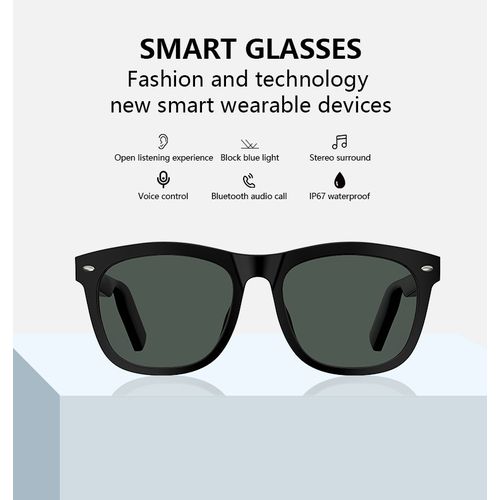 SMART GLASSES
Fashion and technology
new smart wearable devices
Open listening experience
Block blue light
Stereo surround
Voice control
Bluetooth audio call
IP67 waterproof